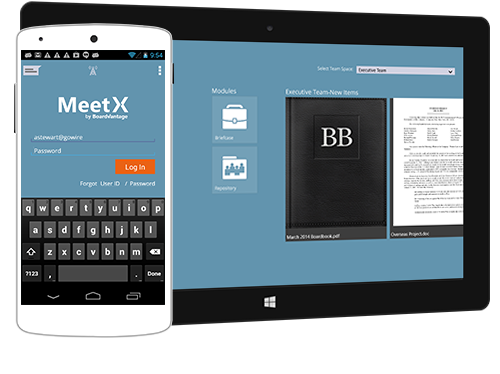 9:54
MeetX
by BoardVantage
astewart@gowire
Password
Log In
Forgot User ID / Password
q w e r t y u i o p
a s d f g h j k l
z x c v b n m
?123 , . Done
Select Team Space: Executive Team
Modules
Briefcase
Repository
Executive Team-New Items
BB
March 2014 BoardBook.pdf
Overseas Project.doc